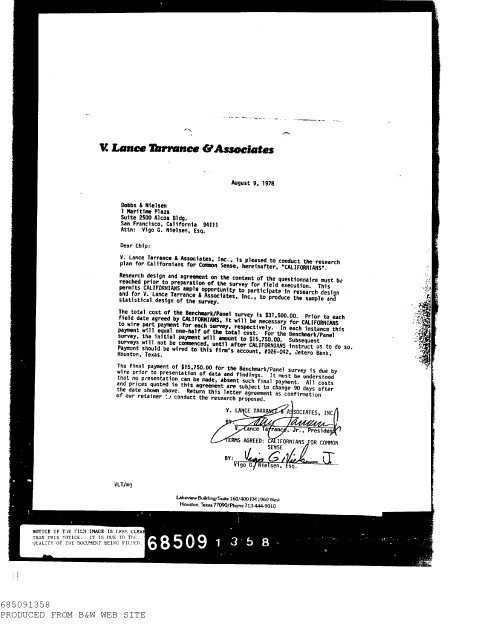 V. Lance Tarrance & Associates
August 9, 1978
Dobbs & Nielsen
1 Maritime Plaza
Suite 2500 Alcoa Bldg.
San Francisco, California 94111
Attn: Vigo G. Nielsen, Esq.
Dear Chip:
V. Lance Tarrance & Associates, Inc., is pleased to conduct the research
plan for Californians for Common Sense, hereinafter, "CALIFORNIANS".
Research design and agreement on the content of the questionnaire must be
reached prior to preparation of the survey for field execution. This
permits CALIFORNIANS ample opportunity to participate in research design
and for V. Lance Tarrance & Associates, Inc., to produce the sample and
statistical design of the survey.
The total cost of the Benchmark/Panel survey is $31,500.00. Prior to each
field date agreed by CALIFORNIANS, it will be necessary for CALIFORNIANS
to wire part payment for each survey, respectively. In each instance this
payment will equal one-half of the total cost. For the Benchmark/Panel
survey, the initial payment will amount to $15,750.00. Subsequent
surveys will not be commenced, until after CALIFORNIANS instruct us to do so.
Payment should be wired to this firm's account, #026-042, Jetero Bank,
Houston, Texas.
The final payment of $15,750.00 for the Benchmark/Panel survey is due by
wire prior to presentation of data and findings. It must be understood
that no presentation can be made, absent such final payment. All costs
and prices quoted in this agreement are subject to change 90 days after
the date shown above. Return this letter agreement as confirmation
of our retainer to conduct the research proposed.
V. LANCE TARRANCE & ASSOCIATES, INC.
BY:
V. Lance Tarrance, Jr., President
TERMS AGREED: CALIFORNIANS FOR COMMON
SENSE
BY: Vigo G Nielsen J
Vigo G. Nielsen, Esq.
VLT/mj
Lakeview Building/Suite 160/400 FM 1960 West
Houston, Texas 77090/Phone 713-444-9010
NOTICE IF THE FILM IMAGE IS LESS CLEAR
THAN THIS NOTICE. IT IS DUE TO THE
QUALITY OF THE DOCUMENT BEING FILMED.
68509 1358
685091358
PRODUCED FROM B&W WEB SITE